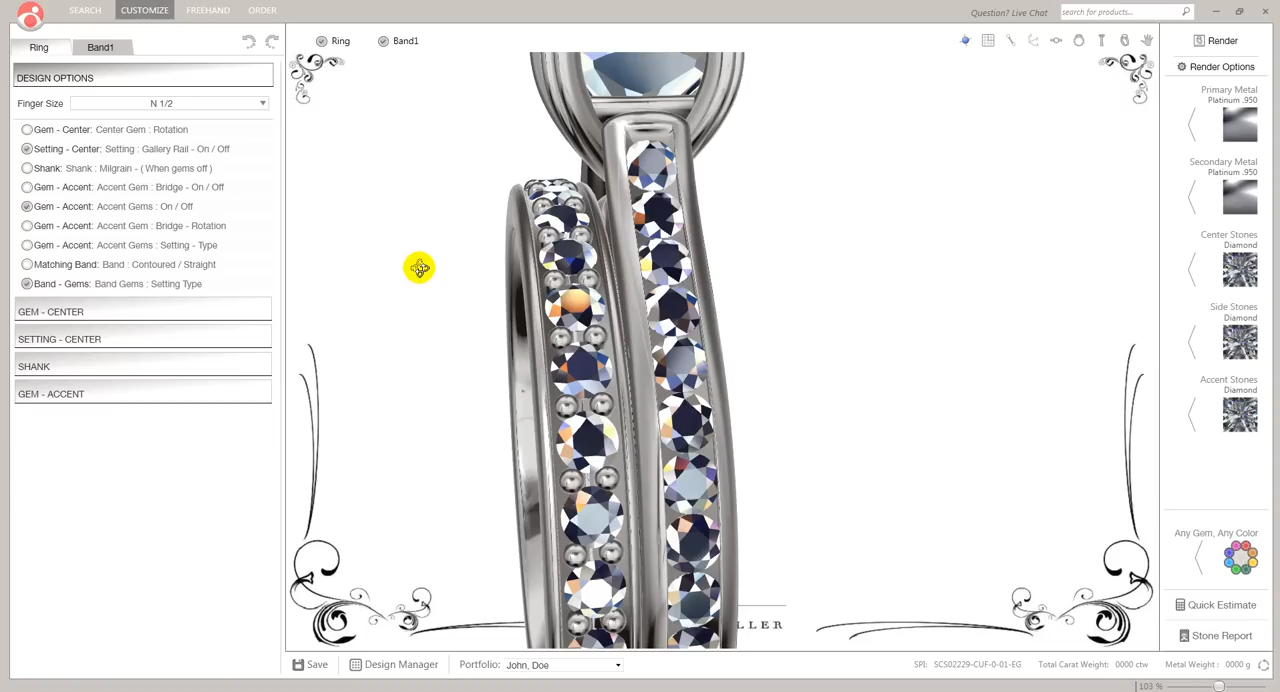 SEARCH CUSTOMIZE FREEHAND ORDER
Question? Live Chat search for products...
Ring Band1
DESIGN OPTIONS
Finger Size N 1/2
Gem - Center: Center Gem : Rotation
Setting - Center: Setting : Gallery Rail - On / Off
Shank: Shank : Milgrain - ( When gems off )
Gem - Accent: Accent Gem : Bridge - On / Off
Gem - Accent: Accent Gems : On / Off
Gem - Accent: Accent Gem : Bridge - Rotation
Gem - Accent: Accent Gems : Setting - Type
Matching Band: Band : Contoured / Straight
Band - Gems: Band Gems : Setting Type
GEM - CENTER
SETTING - CENTER
SHANK
GEM - ACCENT
Ring Band1
LLER
Render
Render Options
Primary Metal
Platinum .950
Secondary Metal
Platinum .950
Center Stones
Diamond
Side Stones
Diamond
Accent Stones
Diamond
Any Gem, Any Color
Quick Estimate
Stone Report
Save Design Manager Portfolio: John, Doe
SPI: SCS02229-CUF-0-01-EG Total Carat Weight: 0000 ctw Metal Weight : 0000 g
103 %